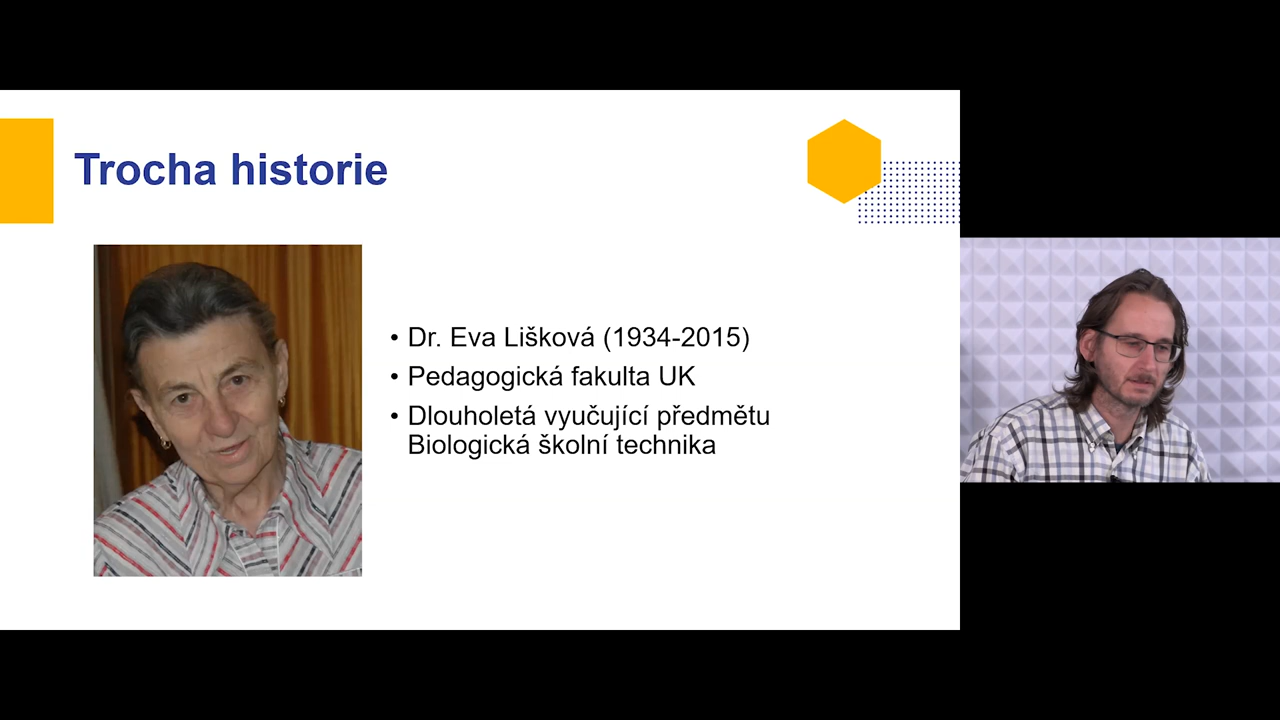 Trocha historie
• Dr. Eva Lišková (1934-2015)
• Pedagogická fakulta UK
• Dlouholetá vyučující předmětu
Biologická školní technika